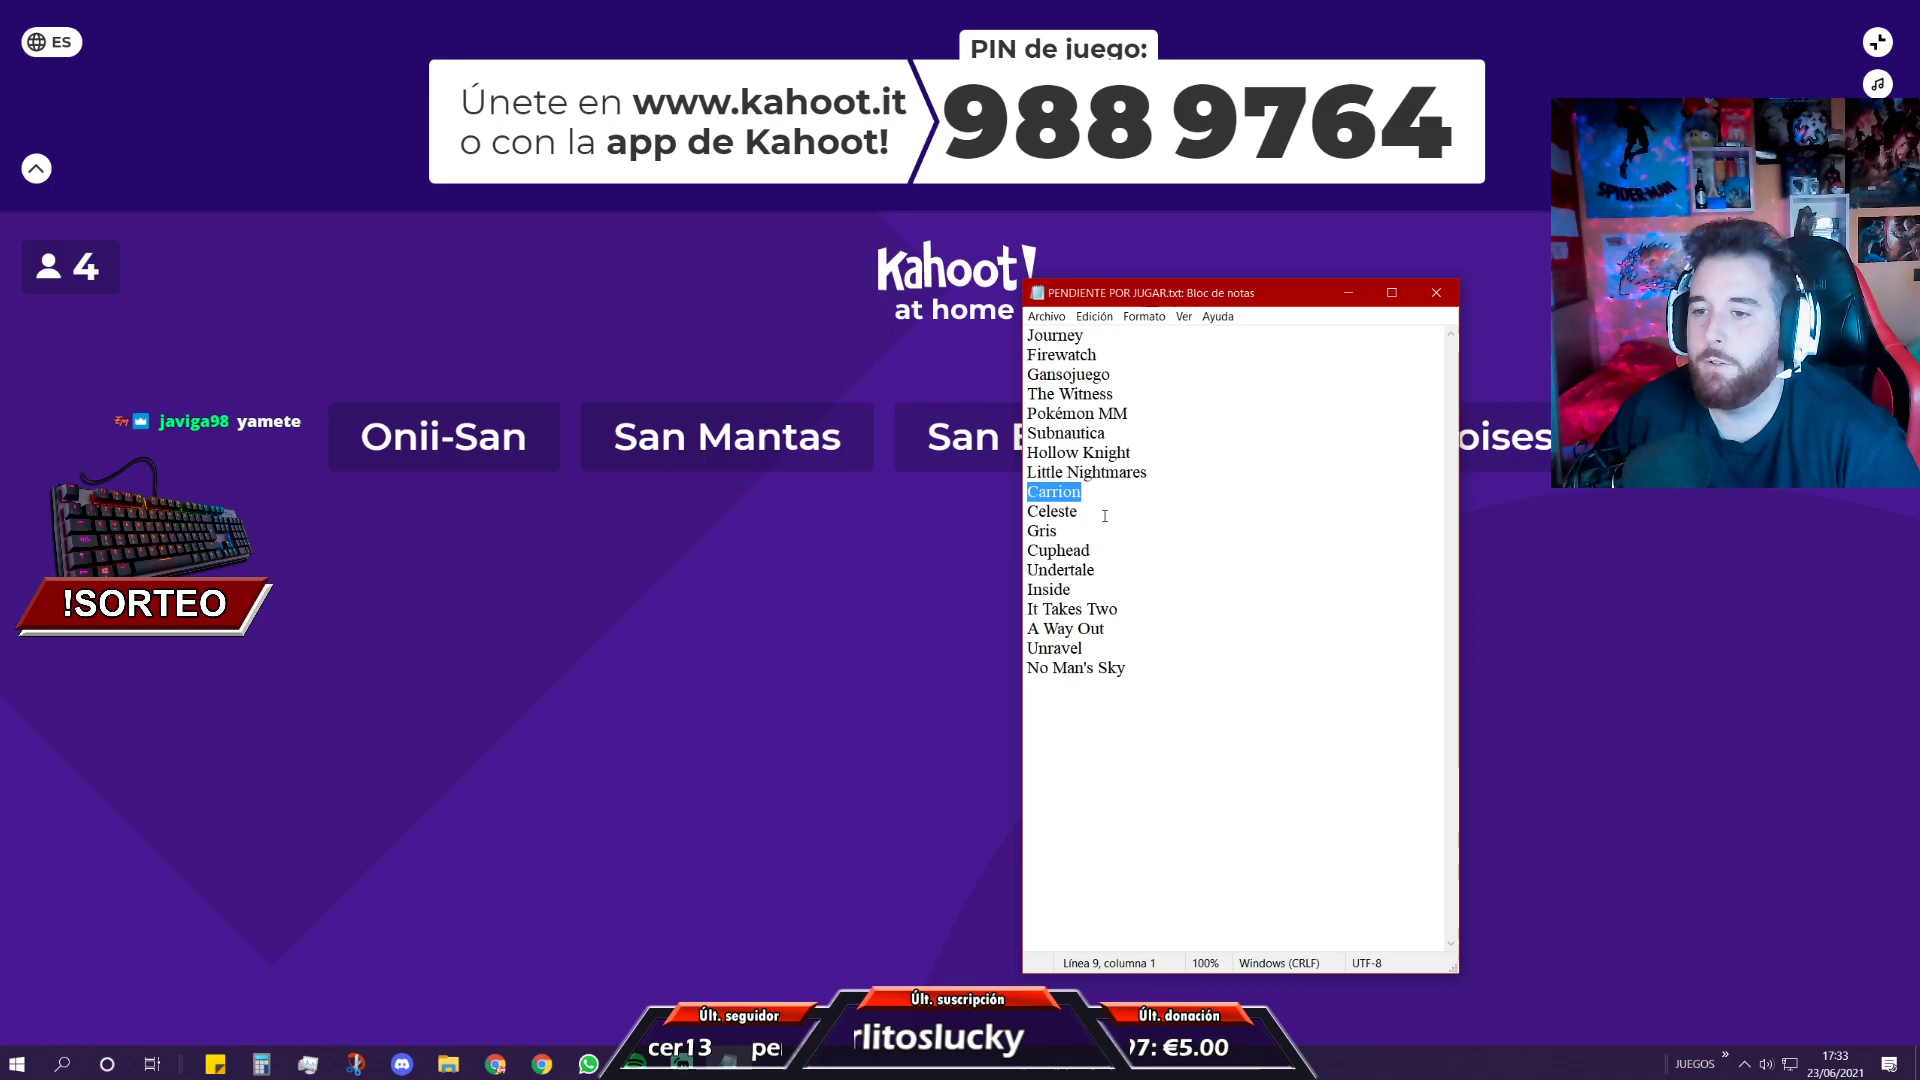 ES
PIN de juego:
Únete en www.kahoot.it
o con la app de Kahoot!
988 9764
SPIDER-MAN
4
Kahoot!
at home
PENDIENTE POR JUGAR.txt: Bloc de notas
Archivo Edición Formato Ver Ayuda
Journey
Firewatch
Gansojuego
The Witness
Pokémon MM
Subnautica
Hollow Knight
Little Nightmares
Carrion
Celeste
Gris
Cuphead
Undertale
Inside
It Takes Two
A Way Out
Unravel
No Man's Sky
javiga98 yamete
Onii-San
San Mantas
San
oises
!SORTEO
Línea 9, columna 1
100%
Windows (CRLF)
UTF-8
Últ. seguidor
cer13 pe
Últ. suscripción
rlitoslucky
Últ. donación
97: €5.00
JUEGOS
17:33
23/06/2021